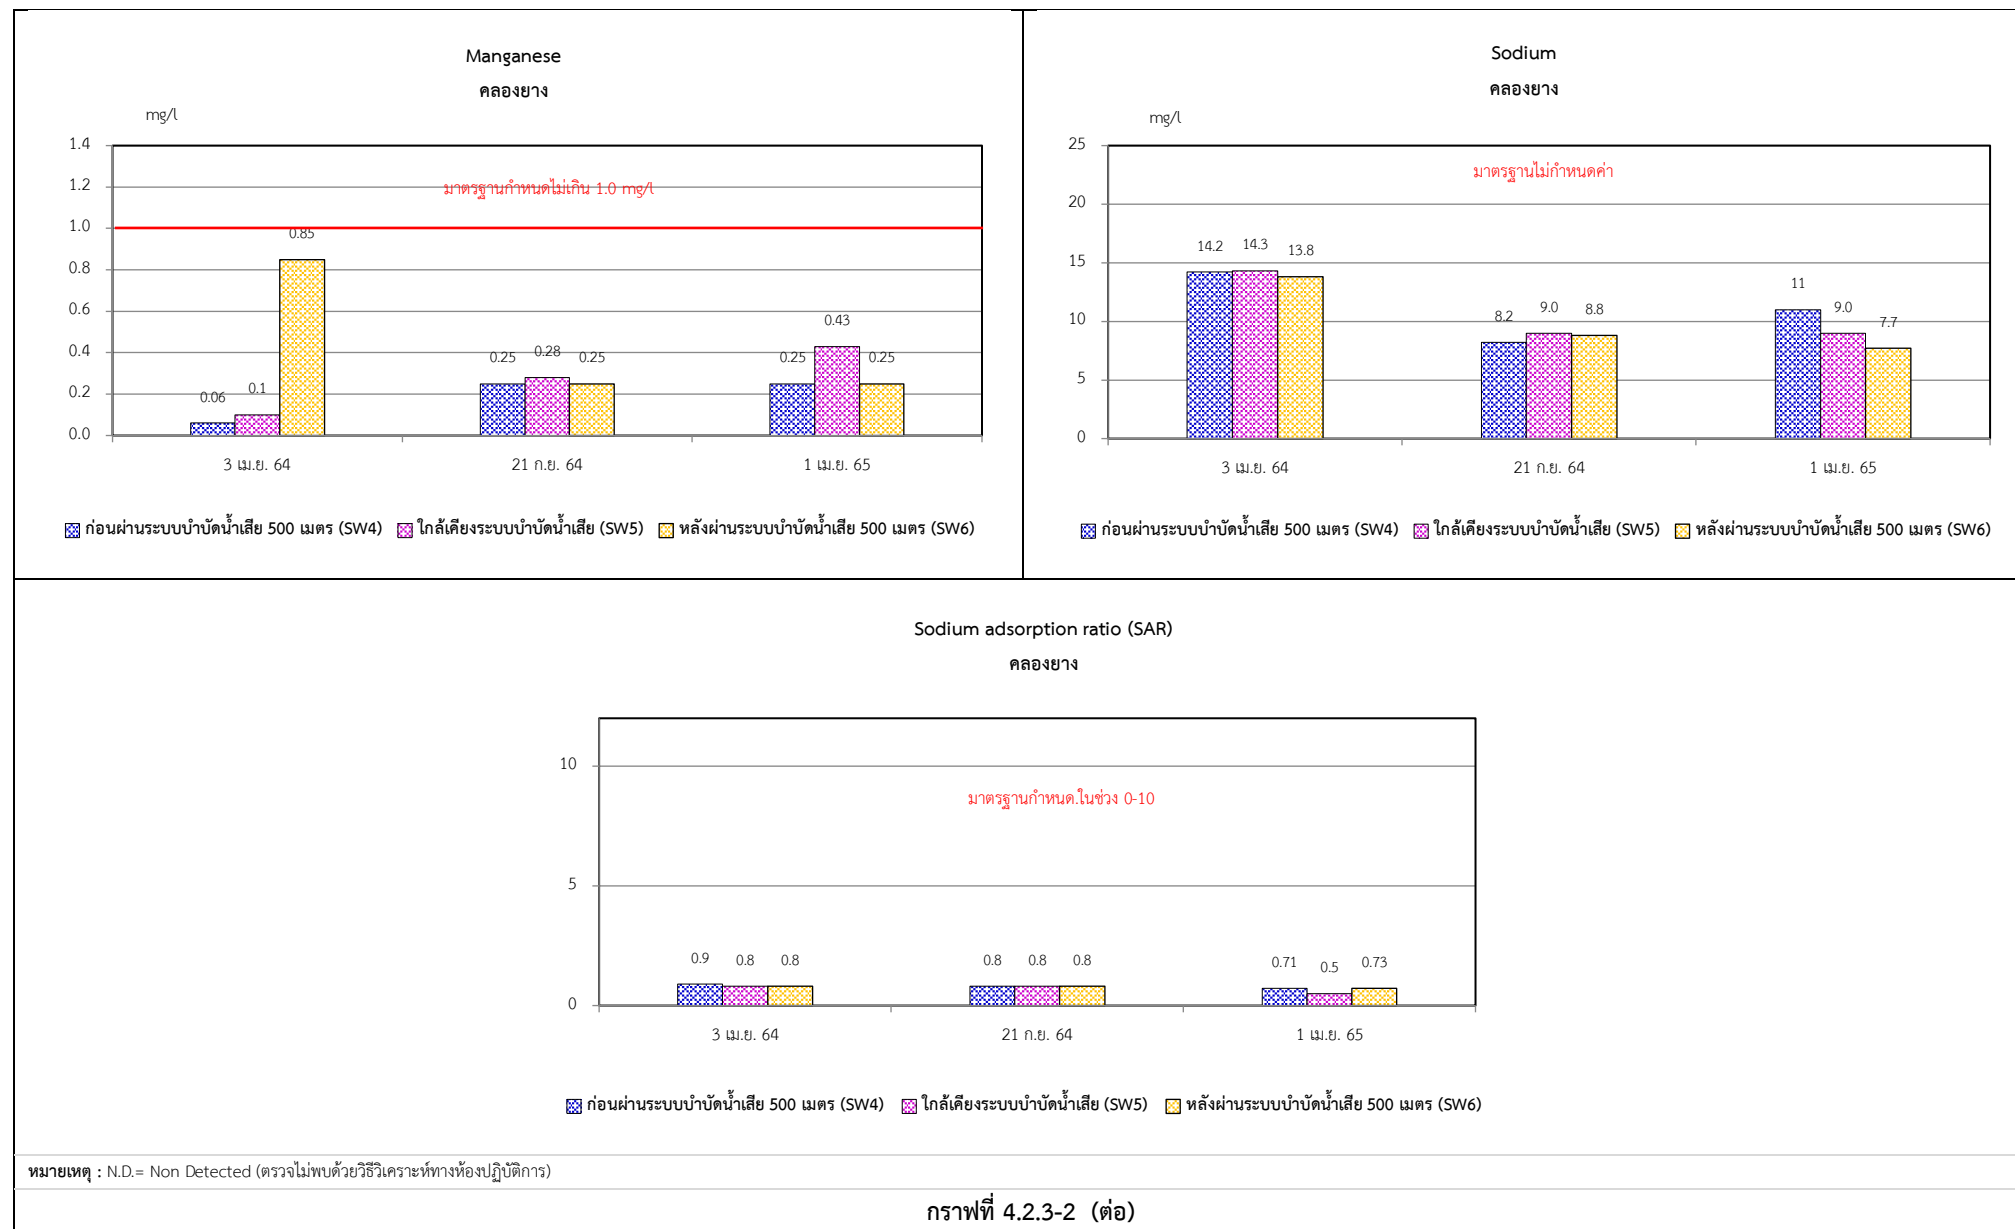 Manganese
คลองยาง
mg/l
1.4
1.2
1.0
0.8
0.6
0.4
0.2
0.0
มาตรฐานกำหนดไม่เกิน 1.0 mg/l
0.06 0.1 0.85
0.25 0.28 0.25
0.25 0.43 0.25
3 เม.ย. 64 21 ก.ย. 64 1 เม.ย. 65
ก่อนผ่านระบบบำบัดน้ำเสีย 500 เมตร (SW4) ใกล้เคียงระบบบำบัดน้ำเสีย (SW5) หลังผ่านระบบบำบัดน้ำเสีย 500 เมตร (SW6)
Sodium
คลองยาง
mg/l
25
20
15
10
5
0
มาตรฐานไม่กำหนดค่า
14.2 14.3 13.8
8.2 9.0 8.8
11 9.0 7.7
3 เม.ย. 64 21 ก.ย. 64 1 เม.ย. 65
ก่อนผ่านระบบบำบัดน้ำเสีย 500 เมตร (SW4) ใกล้เคียงระบบบำบัดน้ำเสีย (SW5) หลังผ่านระบบบำบัดน้ำเสีย 500 เมตร (SW6)
Sodium adsorption ratio (SAR)
คลองยาง
10
5
0
มาตรฐานกำหนด.ในช่วง 0-10
0.9 0.8 0.8
0.8 0.8 0.8
0.71 0.5 0.73
3 เม.ย. 64 21 ก.ย. 64 1 เม.ย. 65
ก่อนผ่านระบบบำบัดน้ำเสีย 500 เมตร (SW4) ใกล้เคียงระบบบำบัดน้ำเสีย (SW5) หลังผ่านระบบบำบัดน้ำเสีย 500 เมตร (SW6)
หมายเหตุ : N.D.= Non Detected (ตรวจไม่พบด้วยวิธีวิเคราะห์ทางห้องปฏิบัติการ)
กราฟที่ 4.2.3-2 (ต่อ)